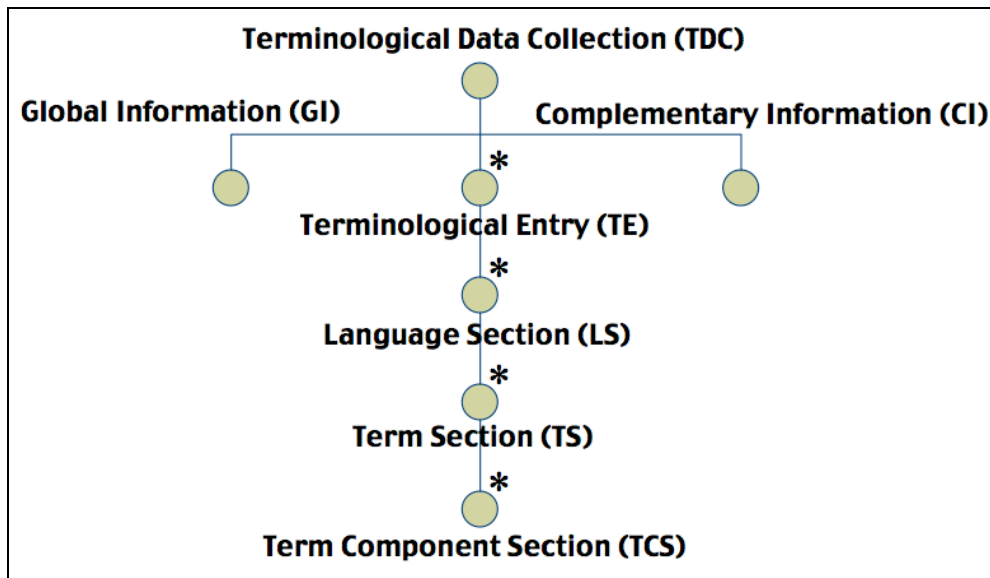 Terminological Data Collection (TDC)
Global Information (GI)
Complementary Information (CI)
*
Terminological Entry (TE)
*
Language Section (LS)
*
Term Section (TS)
*
Term Component Section (TCS)